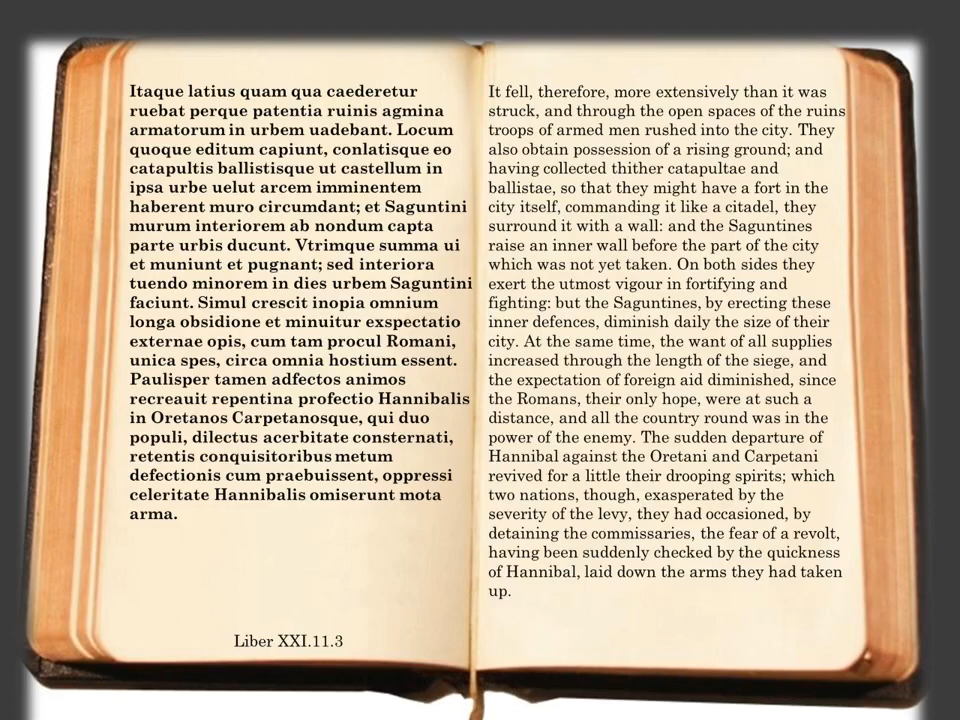 Itaque latius quam qua caederetur
ruebat perque patentia ruinis agmina
armatorum in urbem uadebant. Locum
quoque editum capiunt, conlatisque eo
catapultis ballistisque ut castellum in
ipsa urbe uelut arcem imminentem
haberent muro circumdant; et Saguntini
murum interiorem ab nondum capta
parte urbis ducunt. Vtrimque summa ui
et muniunt et pugnant; sed interiora
tuendo minorem in dies urbem Saguntini
faciunt. Simul crescit inopia omnium
longa obsidione et minuitur exspectatio
externae opis, cum tam procul Romani,
unica spes, circa omnia hostium essent.
Paulisper tamen adfectos animos
recreauit repentina profectio Hannibalis
in Oretanos Carpetanosque, qui duo
populi, dilectus acerbitate consternati,
retentis conquisitoribus metum
defectionis cum praebuissent, oppressi
celeritate Hannibalis omiserunt mota
arma.
Liber XXI.11.3
It fell, therefore, more extensively than it was
struck, and through the open spaces of the ruins
troops of armed men rushed into the city. They
also obtain possession of a rising ground; and
having collected thither catapultae and
ballistae, so that they might have a fort in the
city itself, commanding it like a citadel, they
surround it with a wall: and the Saguntines
raise an inner wall before the part of the city
which was not yet taken. On both sides they
exert the utmost vigour in fortifying and
fighting: but the Saguntines, by erecting these
inner defences, diminish daily the size of their
city. At the same time, the want of all supplies
increased through the length of the siege, and
the expectation of foreign aid diminished, since
the Romans, their only hope, were at such a
distance, and all the country round was in the
power of the enemy. The sudden departure of
Hannibal against the Oretani and Carpetani
revived for a little their drooping spirits; which
two nations, though, exasperated by the
severity of the levy, they had occasioned, by
detaining the commissaries, the fear of a revolt,
having been suddenly checked by the quickness
of Hannibal, laid down the arms they had taken
up.